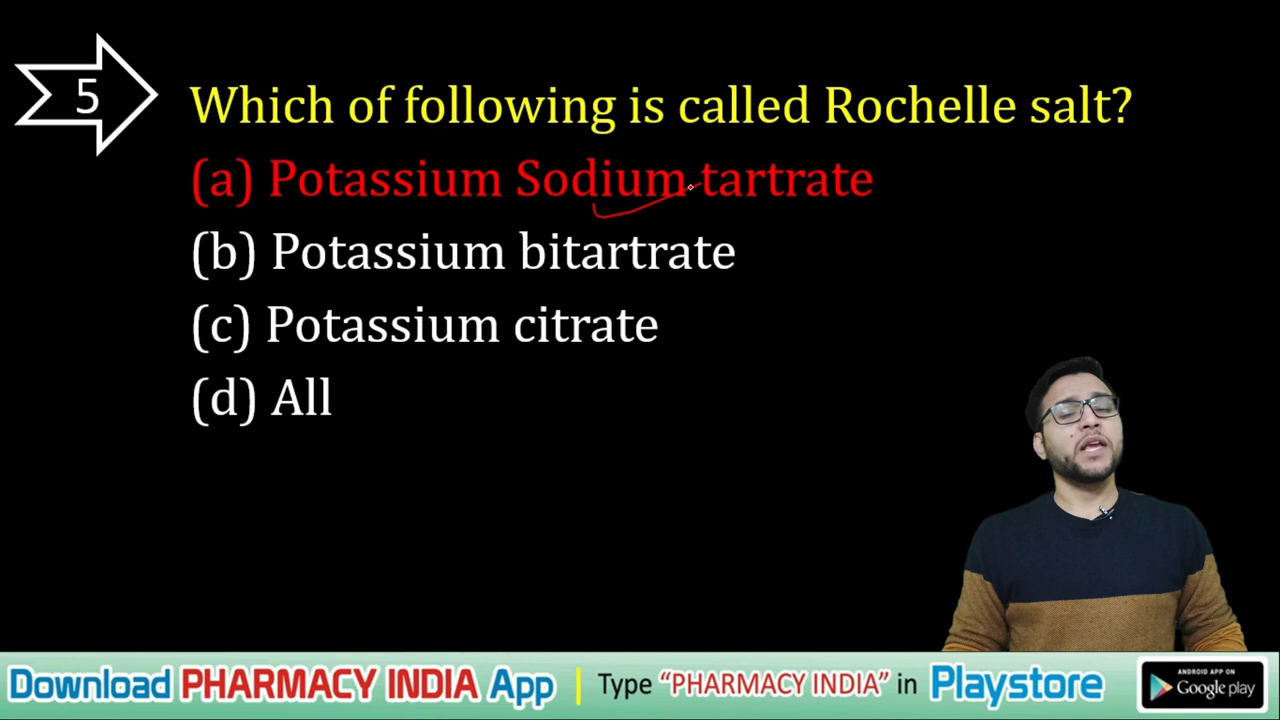 5
Which of following is called Rochelle salt?
(a) Potassium Sodium tartrate
(b) Potassium bitartrate
(c) Potassium citrate
(d) All
Download PHARMACY INDIA App | Type “PHARMACY INDIA” in Playstore
ANDROID APP ON
Google play